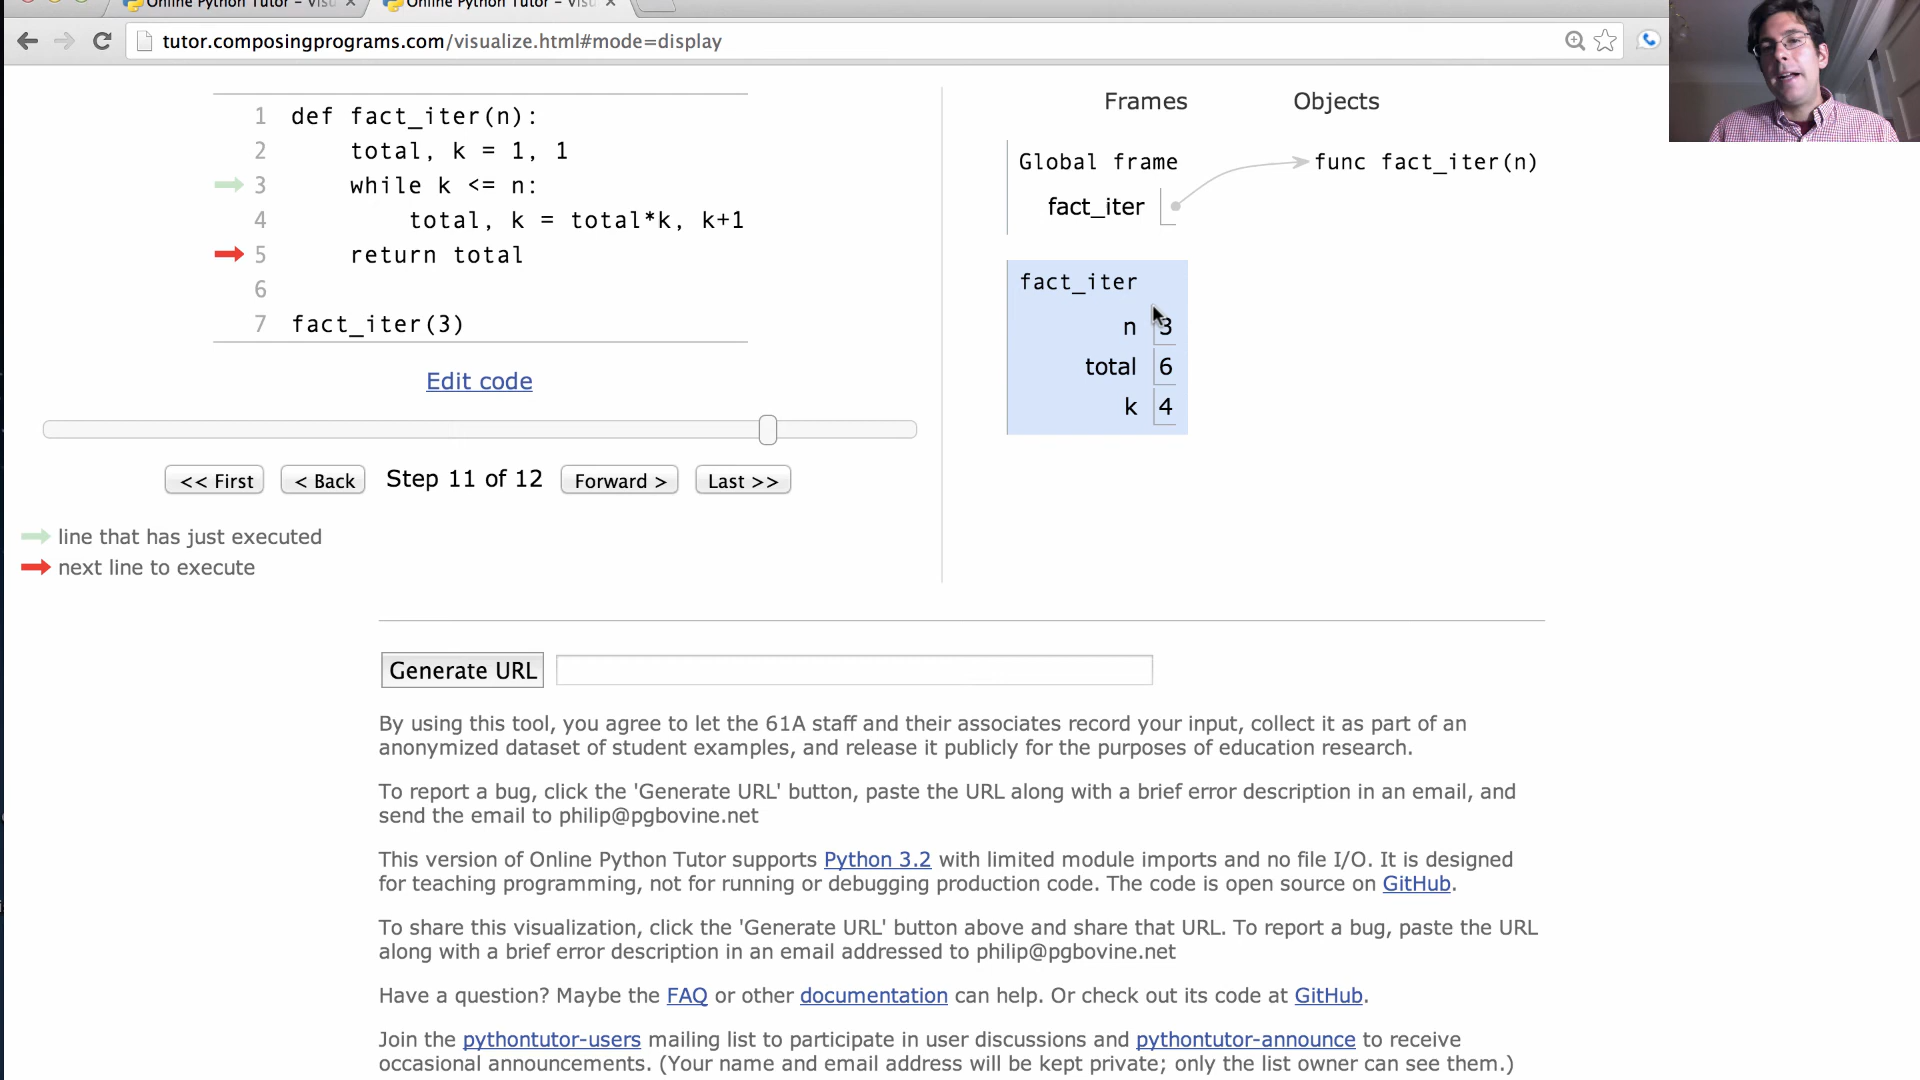 Online Python Tutor – Visu
Online Python Tutor – Visu
tutor.composingprograms.com/visualize.html#mode=display
1 def fact_iter(n):
2 total, k = 1, 1
3 while k <= n:
4 total, k = total*k, k+1
5 return total
6
7 fact_iter(3)
Edit code
<< First
< Back
Step 11 of 12
Forward >
Last >>
line that has just executed
next line to execute
Frames
Objects
Global frame
func fact_iter(n)
fact_iter
fact_iter
n 3
total 6
k 4
Generate URL
By using this tool, you agree to let the 61A staff and their associates record your input, collect it as part of an
anonymized dataset of student examples, and release it publicly for the purposes of education research.
To report a bug, click the 'Generate URL' button, paste the URL along with a brief error description in an email, and
send the email to philip@pgbovine.net
This version of Online Python Tutor supports Python 3.2 with limited module imports and no file I/O. It is designed
for teaching programming, not for running or debugging production code. The code is open source on GitHub.
To share this visualization, click the 'Generate URL' button above and share that URL. To report a bug, paste the URL
along with a brief error description in an email addressed to philip@pgbovine.net
Have a question? Maybe the FAQ or other documentation can help. Or check out its code at GitHub.
Join the pythontutor-users mailing list to participate in user discussions and pythontutor-announce to receive
occasional announcements. (Your name and email address will be kept private; only the list owner can see them.)